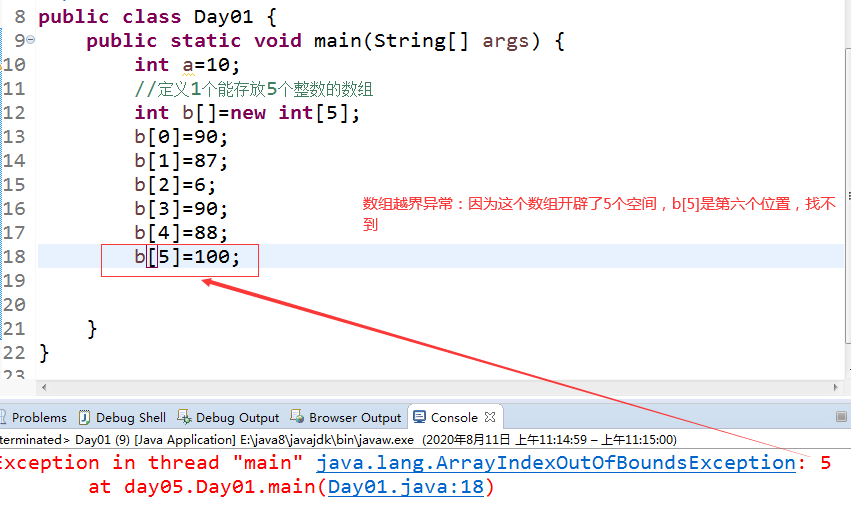 8 public class Day01 {
9 public static void main(String[] args) {
10 int a=10;
11 //定义1个能存放5个整数的数组
12 int b[]=new int[5];
13 b[0]=90;
14 b[1]=87;
15 b[2]=6;
16 b[3]=90;
数组越界异常：因为这个数组开辟了5个空间，b[5]是第六个位置，找不
到
17 b[4]=88;
18 b[5]=100;
19
20
21 }
22 }
23
Problems Debug Shell Debug Output Browser Output Console
terminated> Day01 (9) [Java Application] E:\java8\javajdk\bin\javaw.exe (2020年8月11日 上午11:14:59 – 上午11:15:00)
Exception in thread "main" java.lang.ArrayIndexOutOfBoundsException: 5
at day05.Day01.main(Day01.java:18)